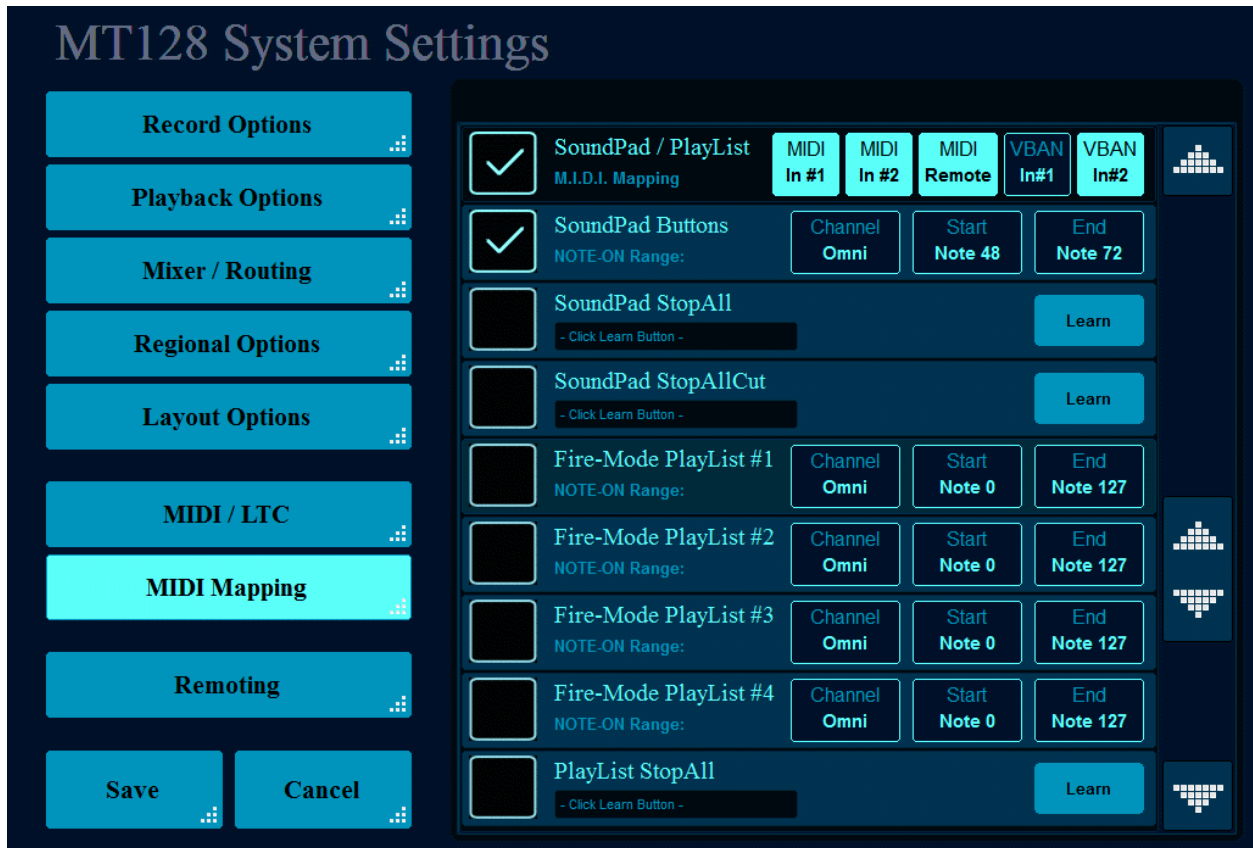 MT128 System Settings
Record Options
Playback Options
Mixer / Routing
Regional Options
Layout Options
MIDI / LTC
MIDI Mapping
Remoting
Save Cancel
SoundPad / PlayList
M.I.D.I. Mapping
MIDI In #1
MIDI In #2
MIDI Remote
VBAN In#1
VBAN In#2
SoundPad Buttons
NOTE-ON Range:
Channel Omni
Start Note 48
End Note 72
SoundPad StopAll
- Click Learn Button -
Learn
SoundPad StopAllCut
- Click Learn Button -
Learn
Fire-Mode PlayList #1
NOTE-ON Range:
Channel Omni
Start Note 0
End Note 127
Fire-Mode PlayList #2
NOTE-ON Range:
Channel Omni
Start Note 0
End Note 127
Fire-Mode PlayList #3
NOTE-ON Range:
Channel Omni
Start Note 0
End Note 127
Fire-Mode PlayList #4
NOTE-ON Range:
Channel Omni
Start Note 0
End Note 127
PlayList StopAll
- Click Learn Button -
Learn